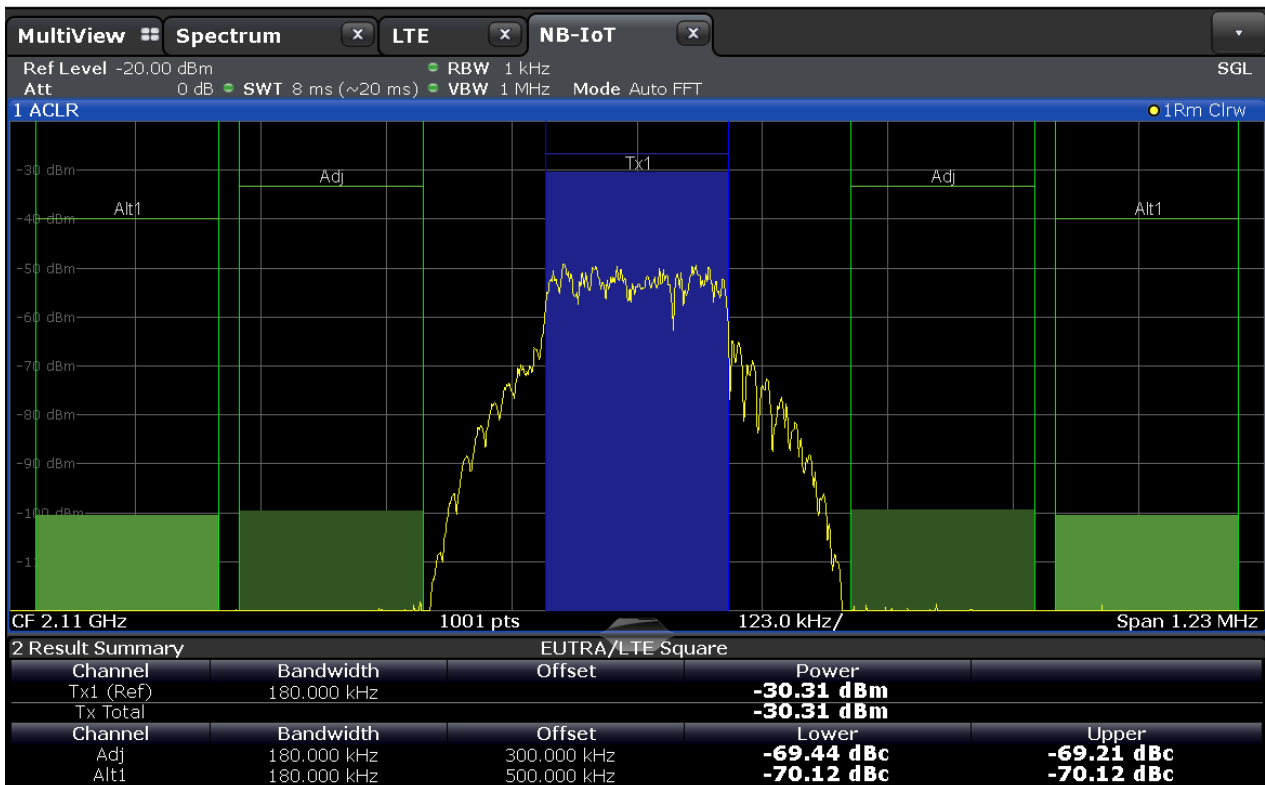 MultiView Spectrum X LTE X NB-IoT X
Ref Level -20.00 dBm RBW 1 kHz SGL
Att 0 dB SWT 8 ms (~20 ms) VBW 1 MHz Mode Auto FFT
1 ACLR 1Rm Clrw
Tx1
-30 dBm
Adj Adj
Alt1 Alt1
-40 dBm
-50 dBm
-60 dBm
-70 dBm
-80 dBm
-90 dBm
-100 dBm
CF 2.11 GHz 1001 pts 123.0 kHz/ Span 1.23 MHz
2 Result Summary EUTRA/LTE Square
Channel Bandwidth Offset Power
Tx1 (Ref) 180.000 kHz -30.31 dBm
Tx Total -30.31 dBm
Channel Bandwidth Offset Lower Upper
Adj 180.000 kHz 300.000 kHz -69.44 dBc -69.21 dBc
Alt1 180.000 kHz 500.000 kHz -70.12 dBc -70.12 dBc